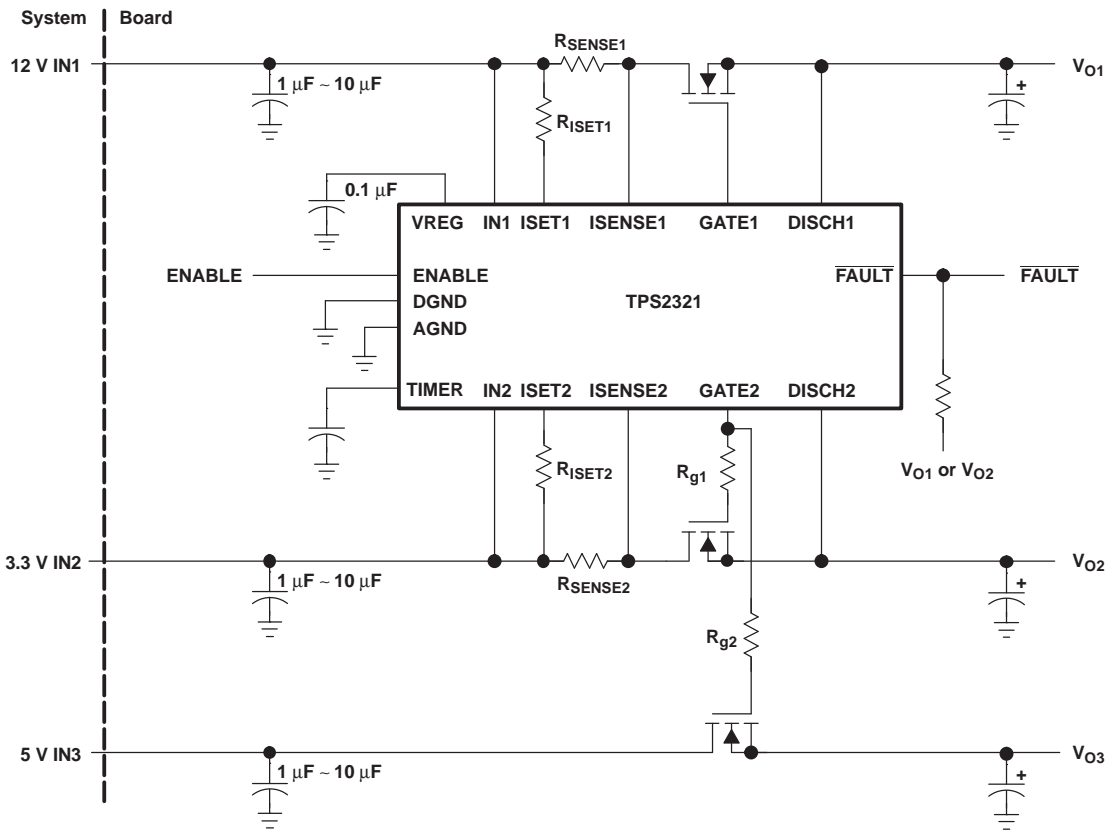 System Board
R_SENSE1
12 V IN1
V_O1
1 μF ~ 10 μF
+
R_ISET1
0.1 μF
VREG IN1 ISET1 ISENSE1 GATE1 DISCH1
ENABLE
ENABLE
FAULT
FAULT
DGND
TPS2321
AGND
TIMER IN2 ISET2 ISENSE2 GATE2 DISCH2
R_ISET2
R_g1
V_O1 or V_O2
3.3 V IN2
V_O2
1 μF ~ 10 μF
R_SENSE2
+
R_g2
5 V IN3
V_O3
1 μF ~ 10 μF
+